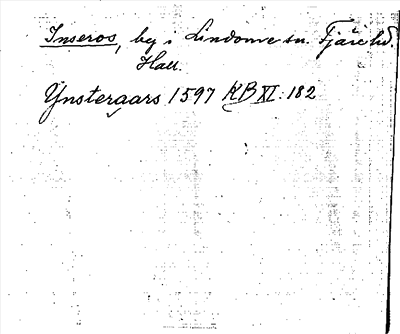 Inseros, by i Lindome sn. Fjäre hd.
Hall.
Ynsteraars 1597 KB XI:182